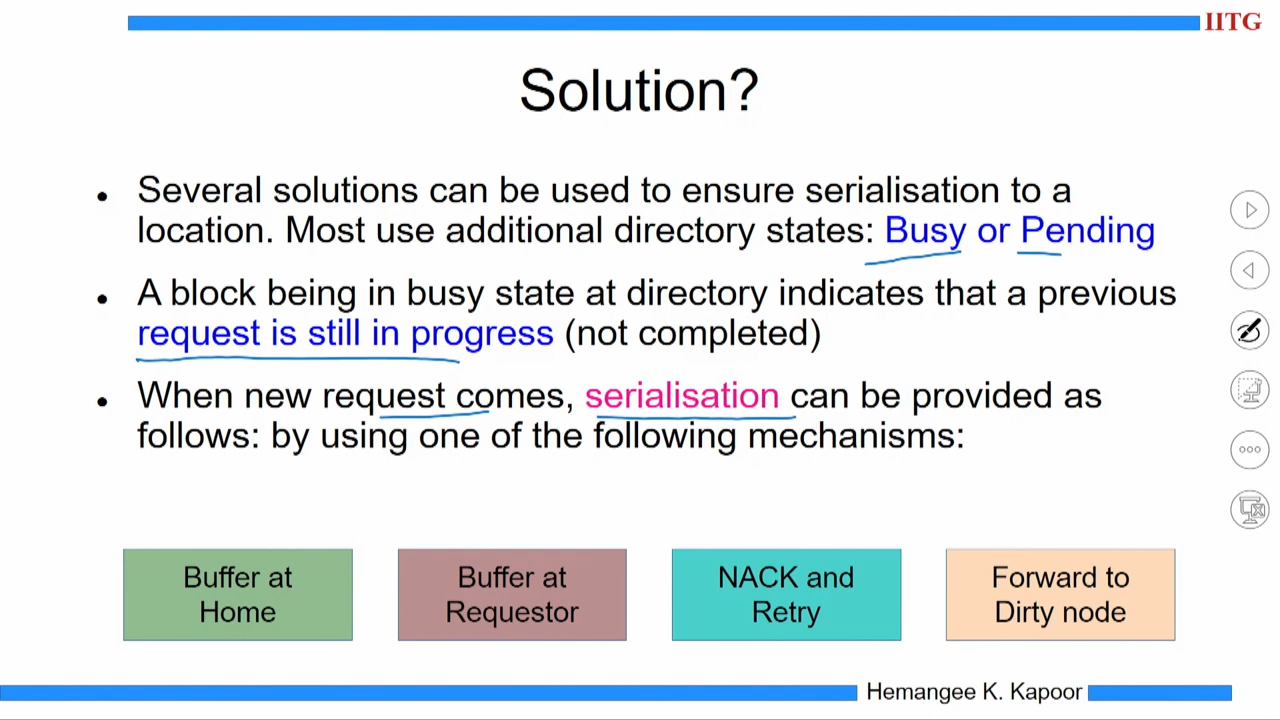 IITG
Solution?
Several solutions can be used to ensure serialisation to a
location. Most use additional directory states: Busy or Pending
A block being in busy state at directory indicates that a previous
request is still in progress (not completed)
When new request comes, serialisation can be provided as
follows: by using one of the following mechanisms:
Buffer at
Home
Buffer at
Requestor
NACK and
Retry
Forward to
Dirty node
Hemangee K. Kapoor